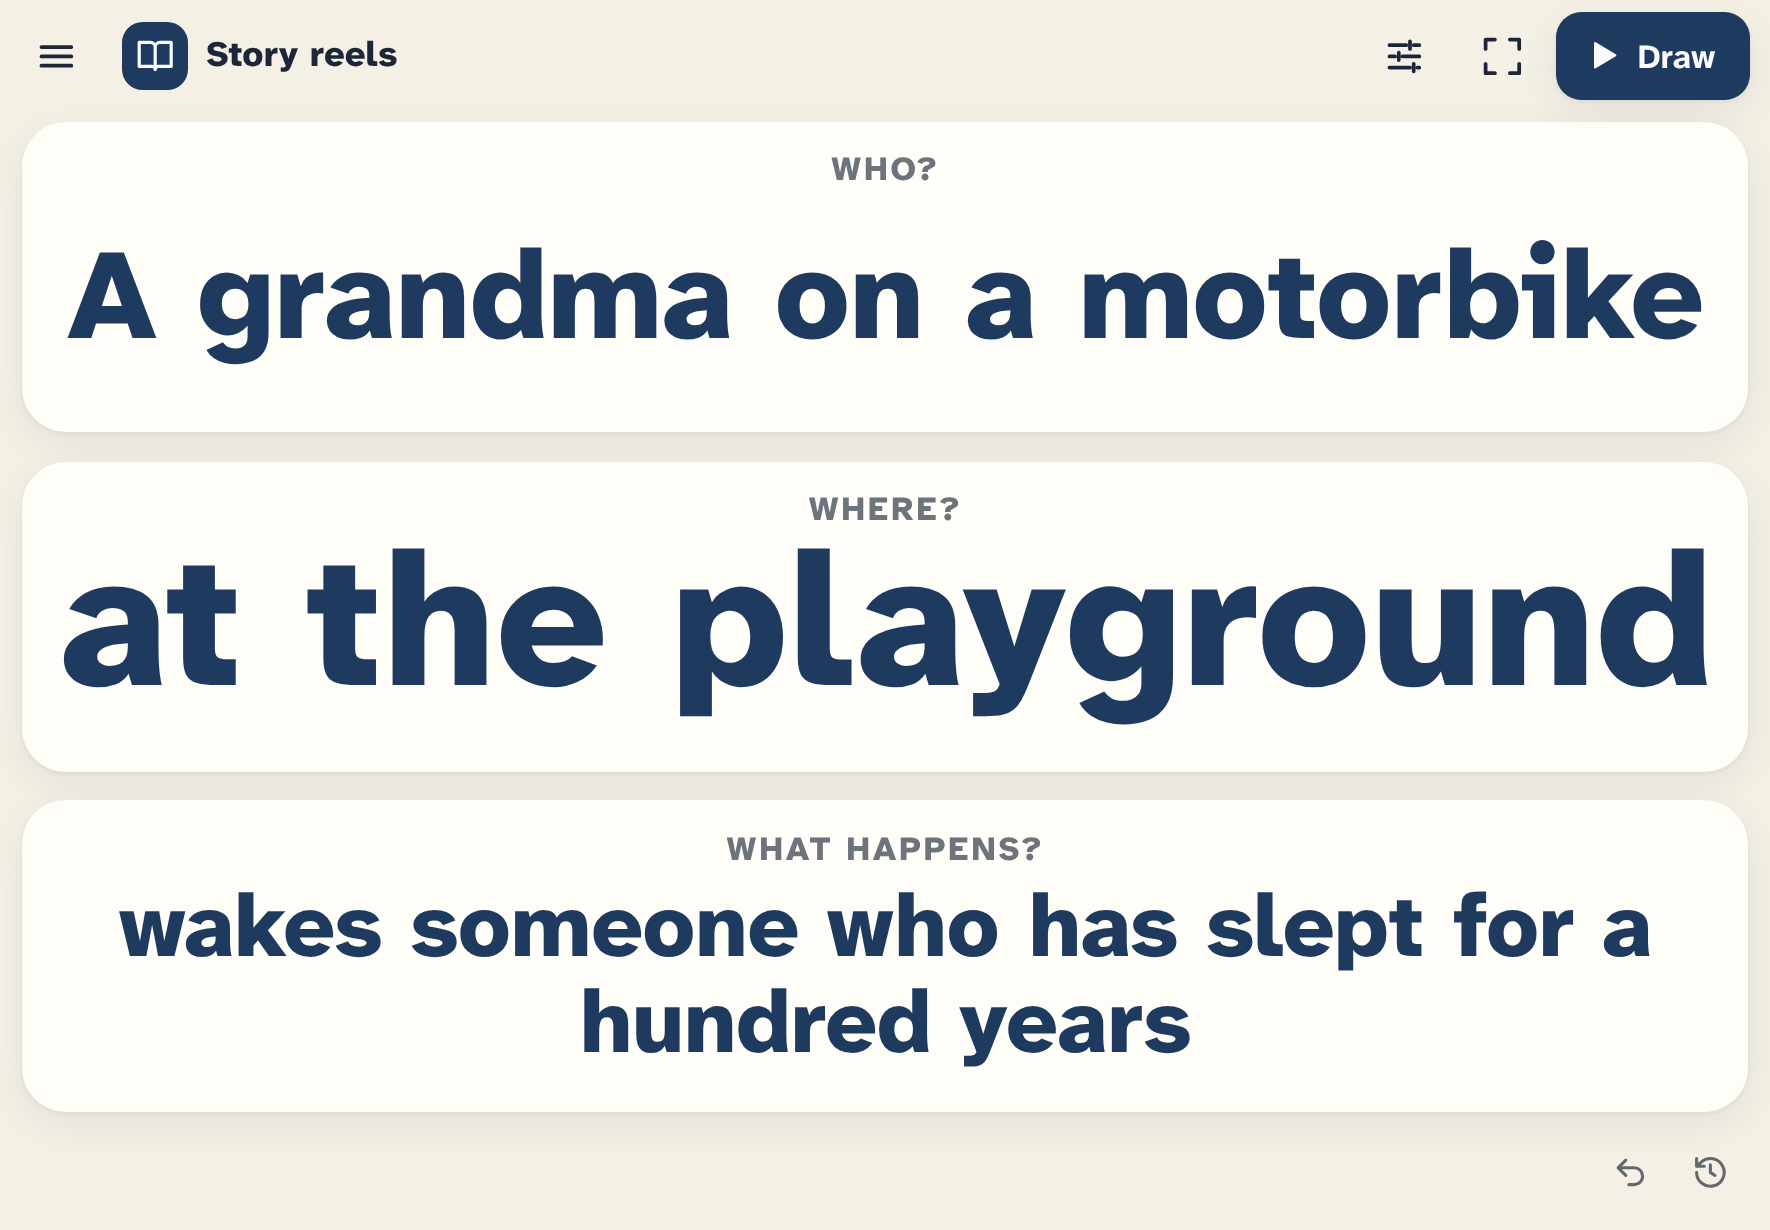 Story reels
Draw
WHO?
A grandma on a motorbike
WHERE?
at the playground
WHAT HAPPENS?
wakes someone who has slept for a
hundred years